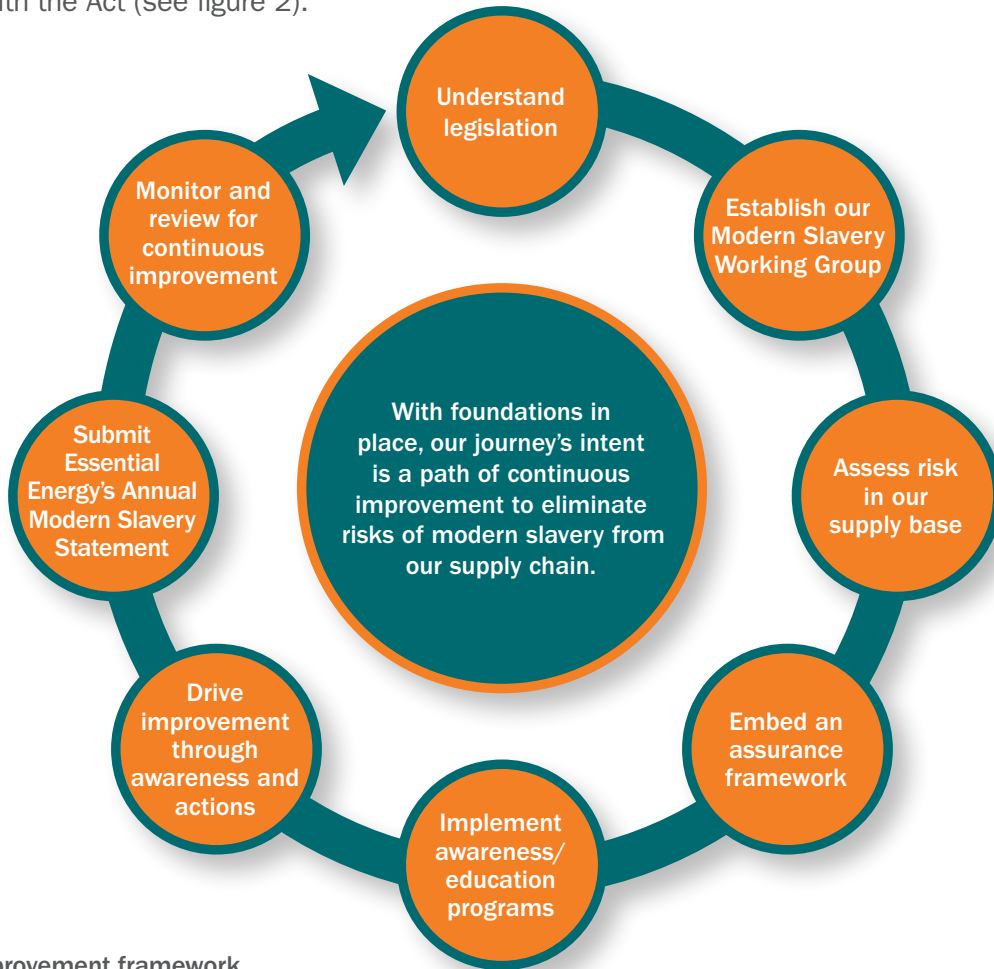 with the Act (see figure 2).
Understand
legislation
Establish our
Modern Slavery
Working Group
Assess risk
in our
supply base
Embed an
assurance
framework
Implement
awareness/
education
programs
Drive
improvement
through
awareness and
actions
Submit
Essential
Energy’s Annual
Modern Slavery
Statement
Monitor and
review for
continuous
improvement
With foundations in
place, our journey’s intent
is a path of continuous
improvement to eliminate
risks of modern slavery from
our supply chain.
framework